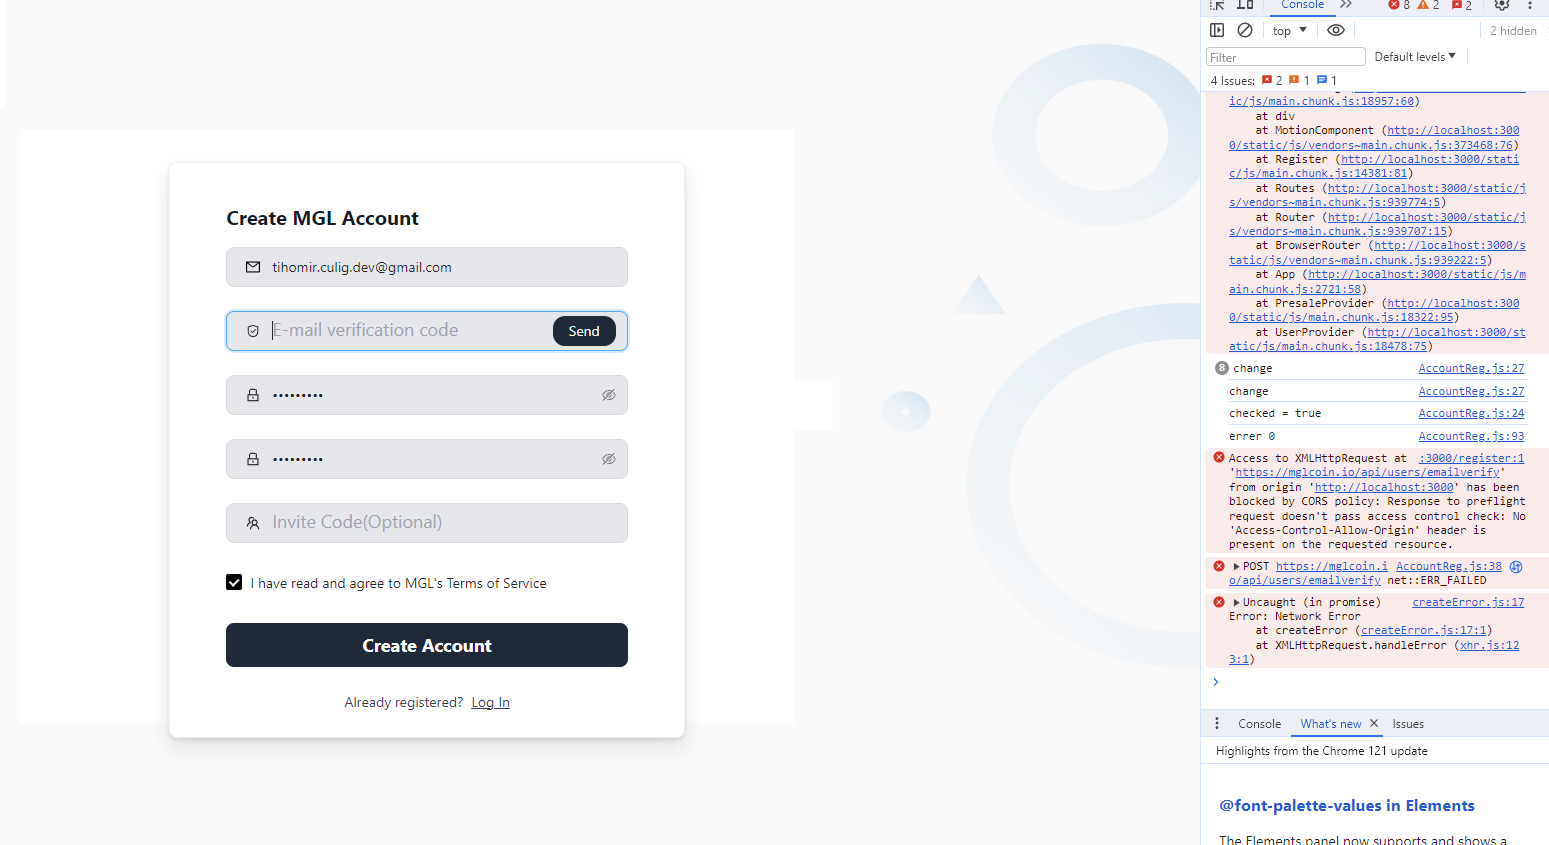 Create MGL Account
tihomir.culig.dev@gmail.com
E-mail verification code
Send
•••••••••
•••••••••
Invite Code(Optional)
I have read and agree to MGL's Terms of Service
Create Account
Already registered? Log In
Console
8
2
2
top
2 hidden
Filter
Default levels
4 Issues: 2 1 1
ic/js/main.chunk.js:18957:60)
at div
at MotionComponent (http://localhost:300
0/static/js/vendors~main.chunk.js:373468:76)
at Register (http://localhost:3000/stati
c/js/main.chunk.js:14381:81)
at Routes (http://localhost:3000/static/j
s/vendors~main.chunk.js:939774:5)
at Router (http://localhost:3000/static/j
s/vendors~main.chunk.js:939707:15)
at BrowserRouter (http://localhost:3000/s
tatic/js/vendors~main.chunk.js:939222:5)
at App (http://localhost:3000/static/js/m
ain.chunk.js:2721:58)
at PresaleProvider (http://localhost:300
0/static/js/main.chunk.js:18322:95)
at UserProvider (http://localhost:3000/st
atic/js/main.chunk.js:18478:75)
8 change AccountReg.js:27
change AccountReg.js:27
checked = true AccountReg.js:24
errer 0 AccountReg.js:93
Access to XMLHttpRequest at :3000/register:1
'https://mglcoin.io/api/users/emailverify'
from origin 'http://localhost:3000' has been
blocked by CORS policy: Response to preflight
request doesn't pass access control check: No
'Access-Control-Allow-Origin' header is
present on the requested resource.
POST https://mglcoin.i AccountReg.js:38
o/api/users/emailverify net::ERR_FAILED
Uncaught (in promise) createError.js:17
Error: Network Error
at createError (createError.js:17:1)
at XMLHttpRequest.handleError (xhr.js:12
3:1)
Console What's new Issues
Highlights from the Chrome 121 update
@font-palette-values in Elements
The Elements panel now supports and shows a